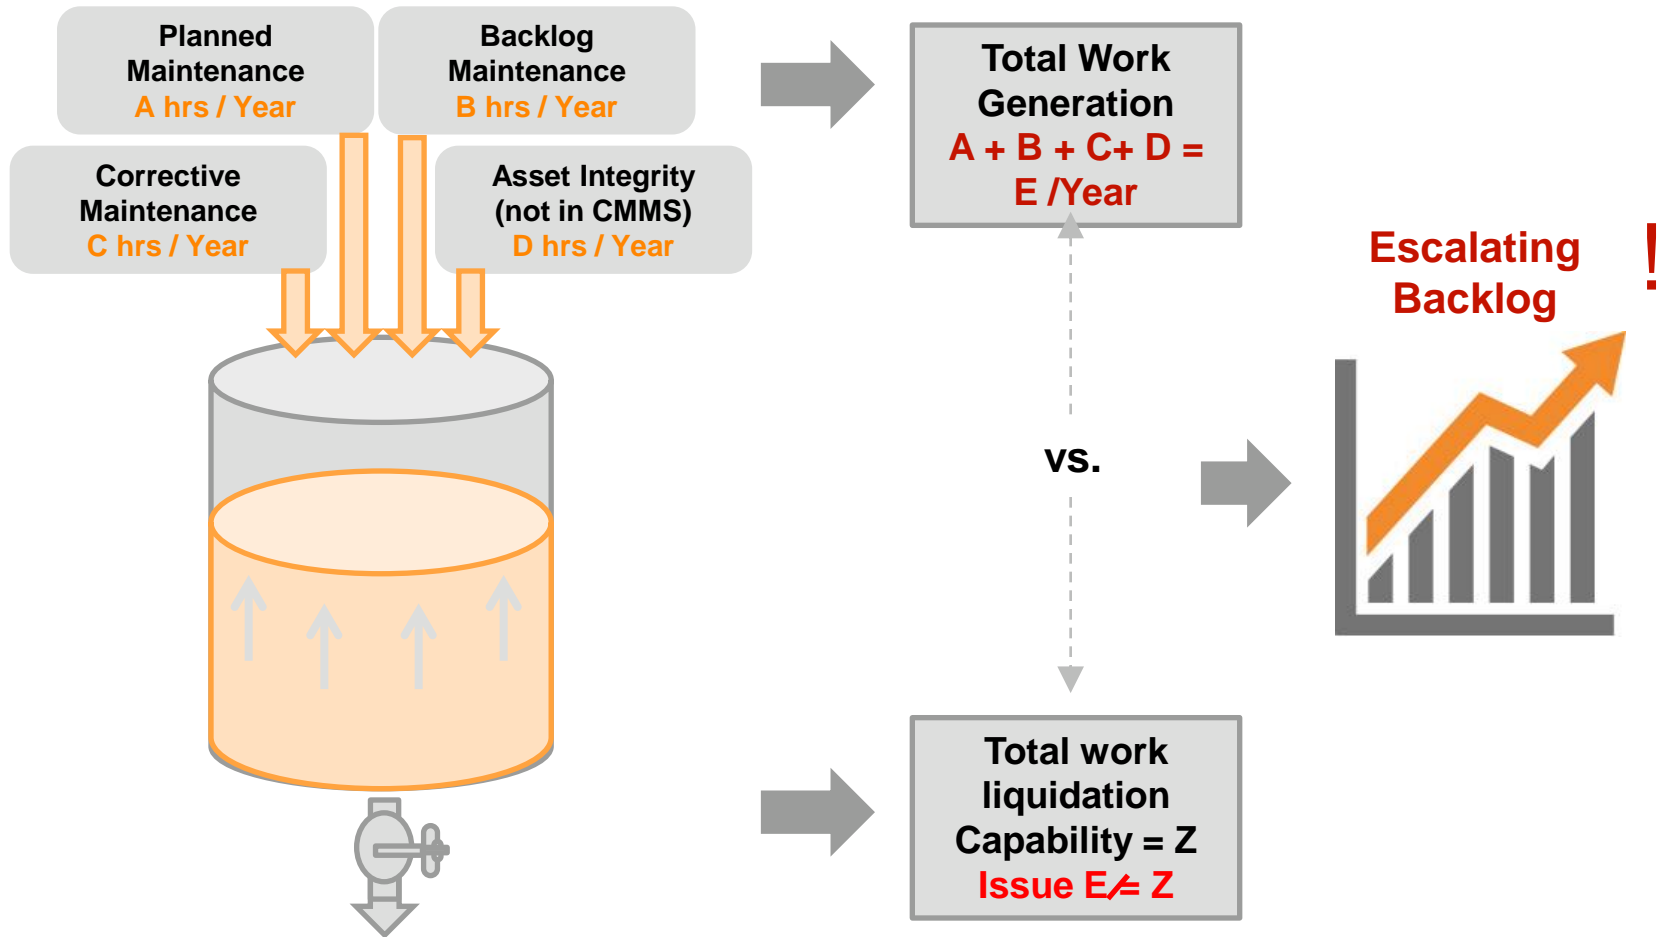 Planned
Maintenance
A hrs / Year
Backlog
Maintenance
B hrs / Year
Corrective
Maintenance
C hrs / Year
Asset Integrity
(not in CMMS)
D hrs / Year
Total Work
Generation
A + B + C+ D =
E /Year
vs.
Total work
liquidation
Capability = Z
Issue E ≠ Z
Escalating
Backlog
!